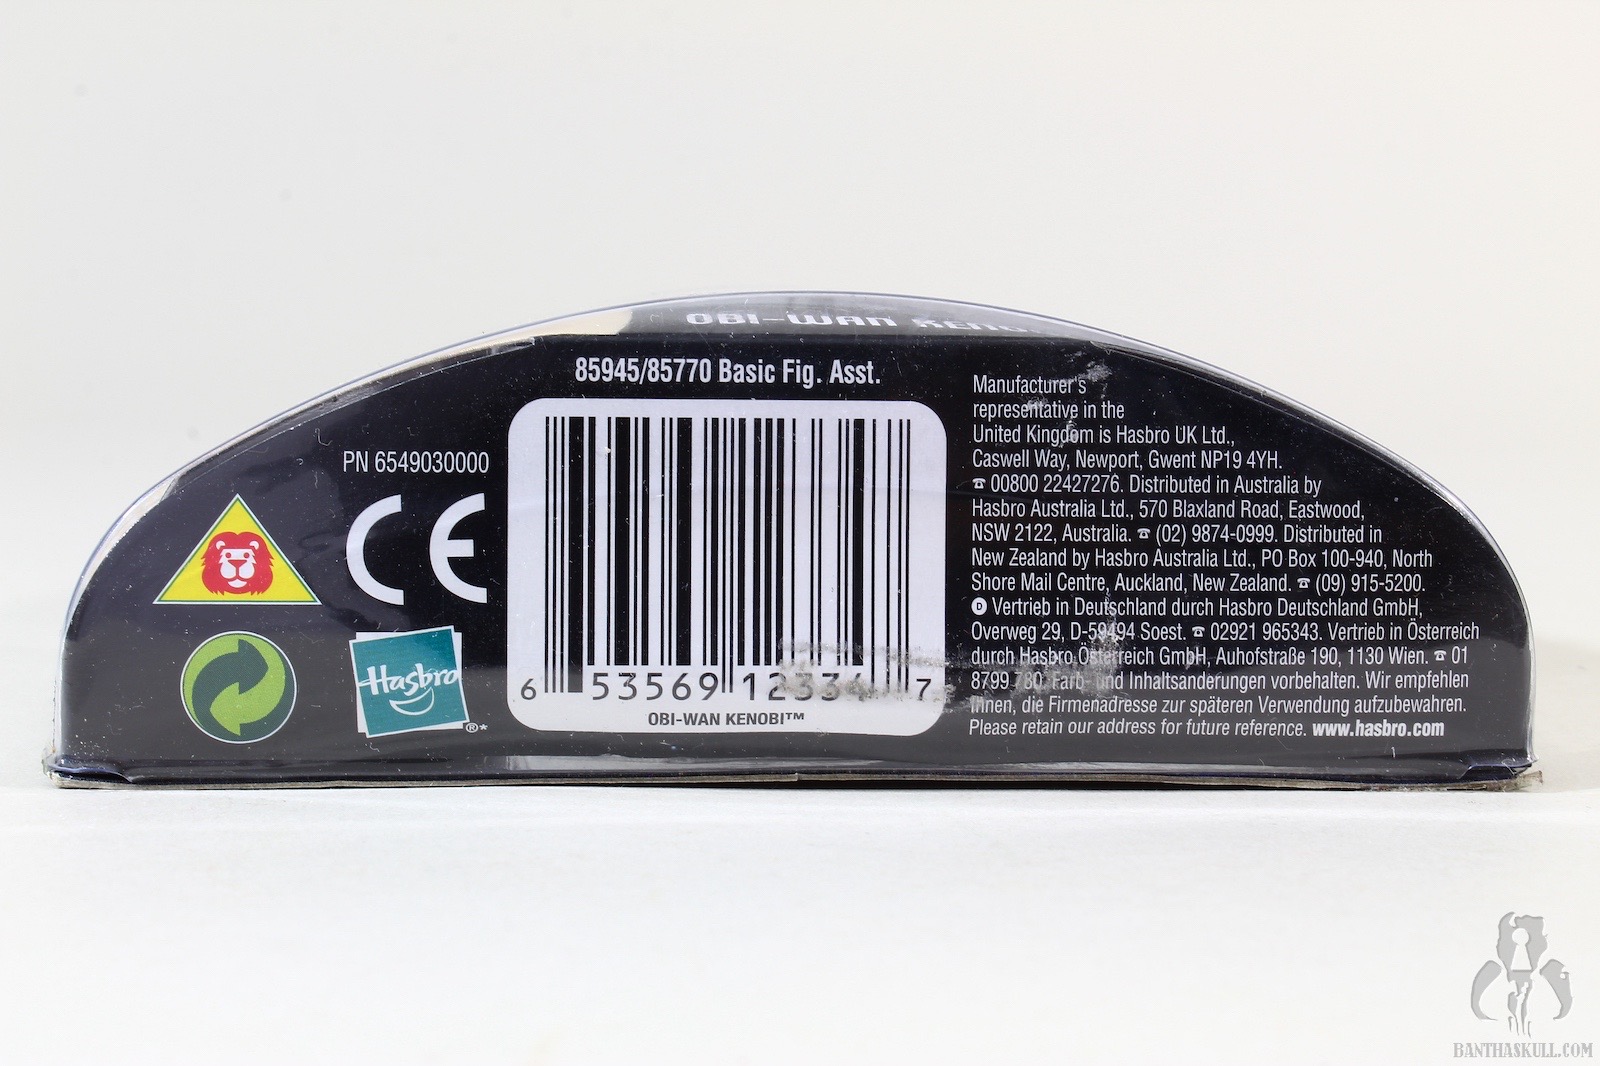 OBI-WAN
85945/85770 Basic Fig. Asst.
PN 6549030000
CE
Hasbro
®*
6 53569 12334 7
OBI-WAN KENOBI™
Manufacturer's
representative in the
United Kingdom is Hasbro UK Ltd.,
Caswell Way, Newport, Gwent NP19 4YH.
☎ 00800 22427276. Distributed in Australia by
Hasbro Australia Ltd., 570 Blaxland Road, Eastwood,
NSW 2122, Australia. ☎ (02) 9874-0999. Distributed in
New Zealand by Hasbro Australia Ltd., PO Box 100-940, North
Shore Mail Centre, Auckland, New Zealand. ☎ (09) 915-5200.
D Vertrieb in Deutschland durch Hasbro Deutschland GmbH,
Overweg 29, D-59494 Soest. ☎ 02921 965343. Vertrieb in Österreich
durch Hasbro Österreich GmbH, Auhofstraße 190, 1130 Wien. ☎ 01
8799 780. Farb- und Inhaltsänderungen vorbehalten. Wir empfehlen
Ihnen, die Firmenadresse zur späteren Verwendung aufzubewahren.
Please retain our address for future reference. www.hasbro.com
BANTHASKULL.COM